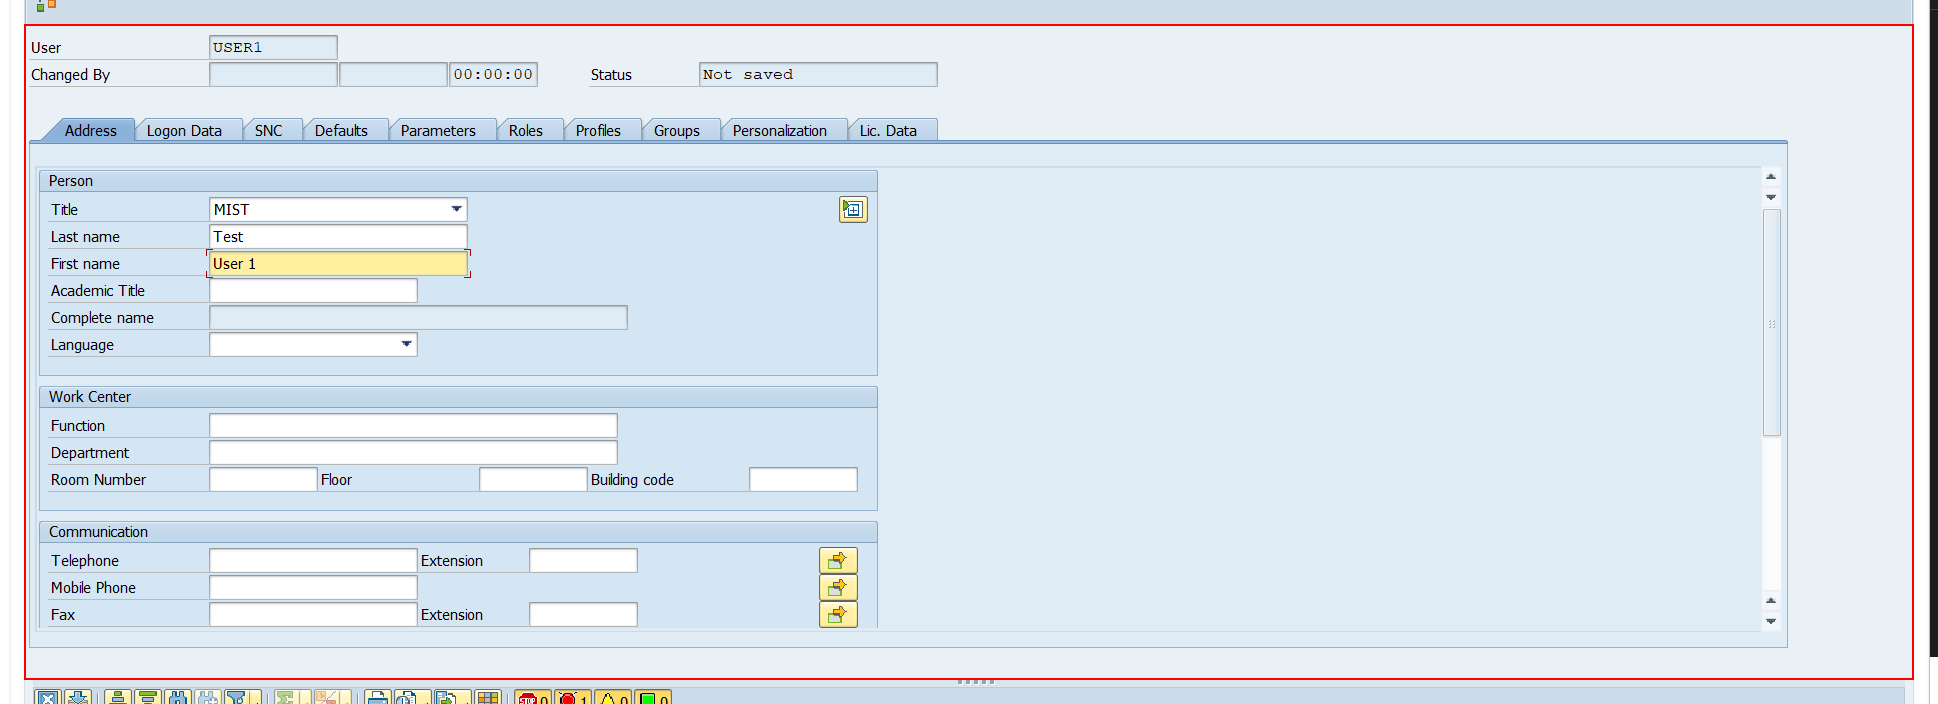 User USER1
Changed By 00:00:00 Status Not saved
Address Logon Data SNC Defaults Parameters Roles Profiles Groups Personalization Lic. Data
Person
Title MIST
Last name Test
First name User 1
Academic Title
Complete name
Language
Work Center
Function
Department
Room Number Floor Building code
Communication
Telephone Extension
Mobile Phone
Fax Extension
STOP 0 1 0 0